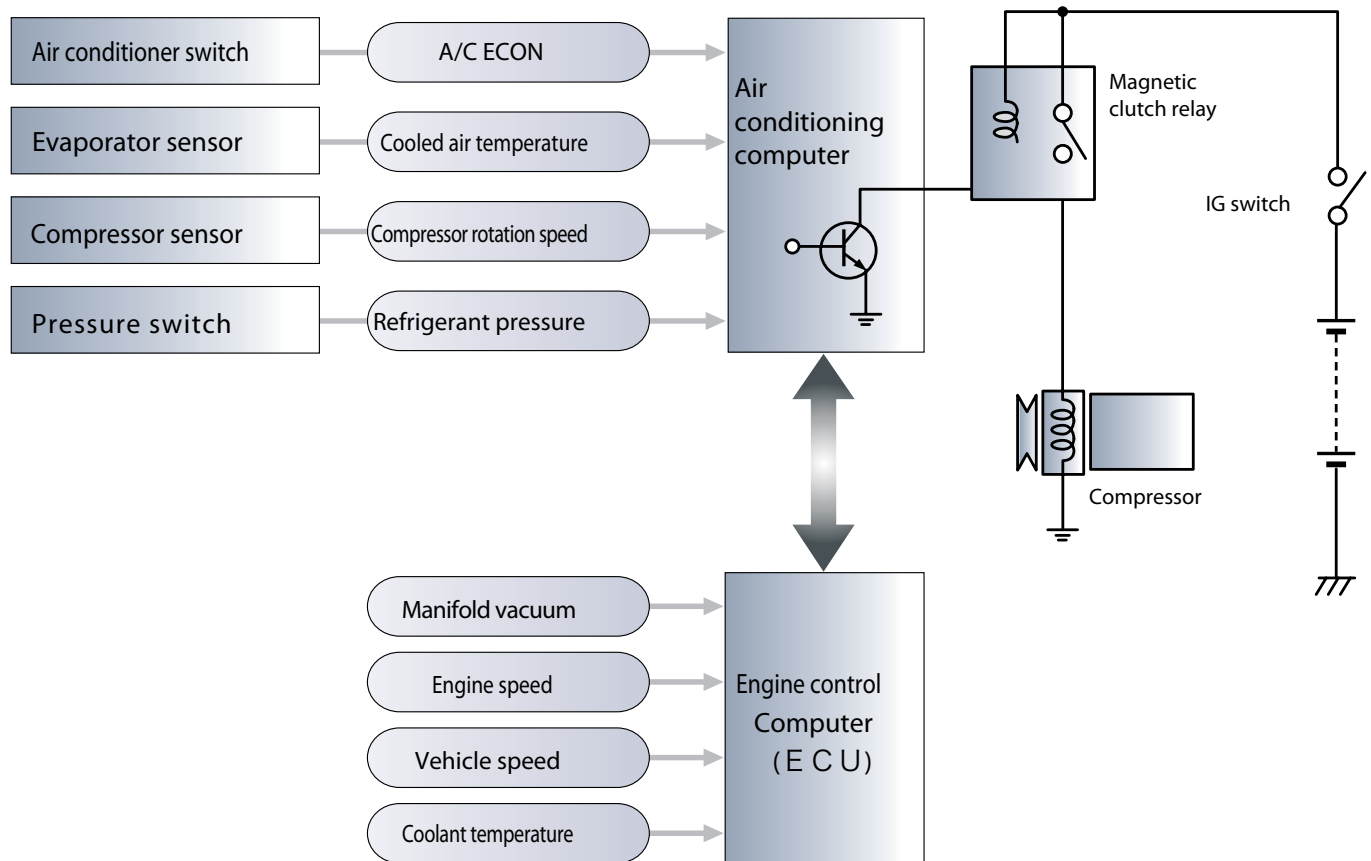 Air conditioner switch
A/C ECON
Evaporator sensor
Cooled air temperature
Compressor sensor
Compressor rotation speed
Pressure switch
Refrigerant pressure
Air
conditioning
computer
Magnetic
clutch relay
IG switch
Compressor
Manifold vacuum
Engine speed
Vehicle speed
Coolant temperature
Engine control
Computer
(ＥＣＵ)